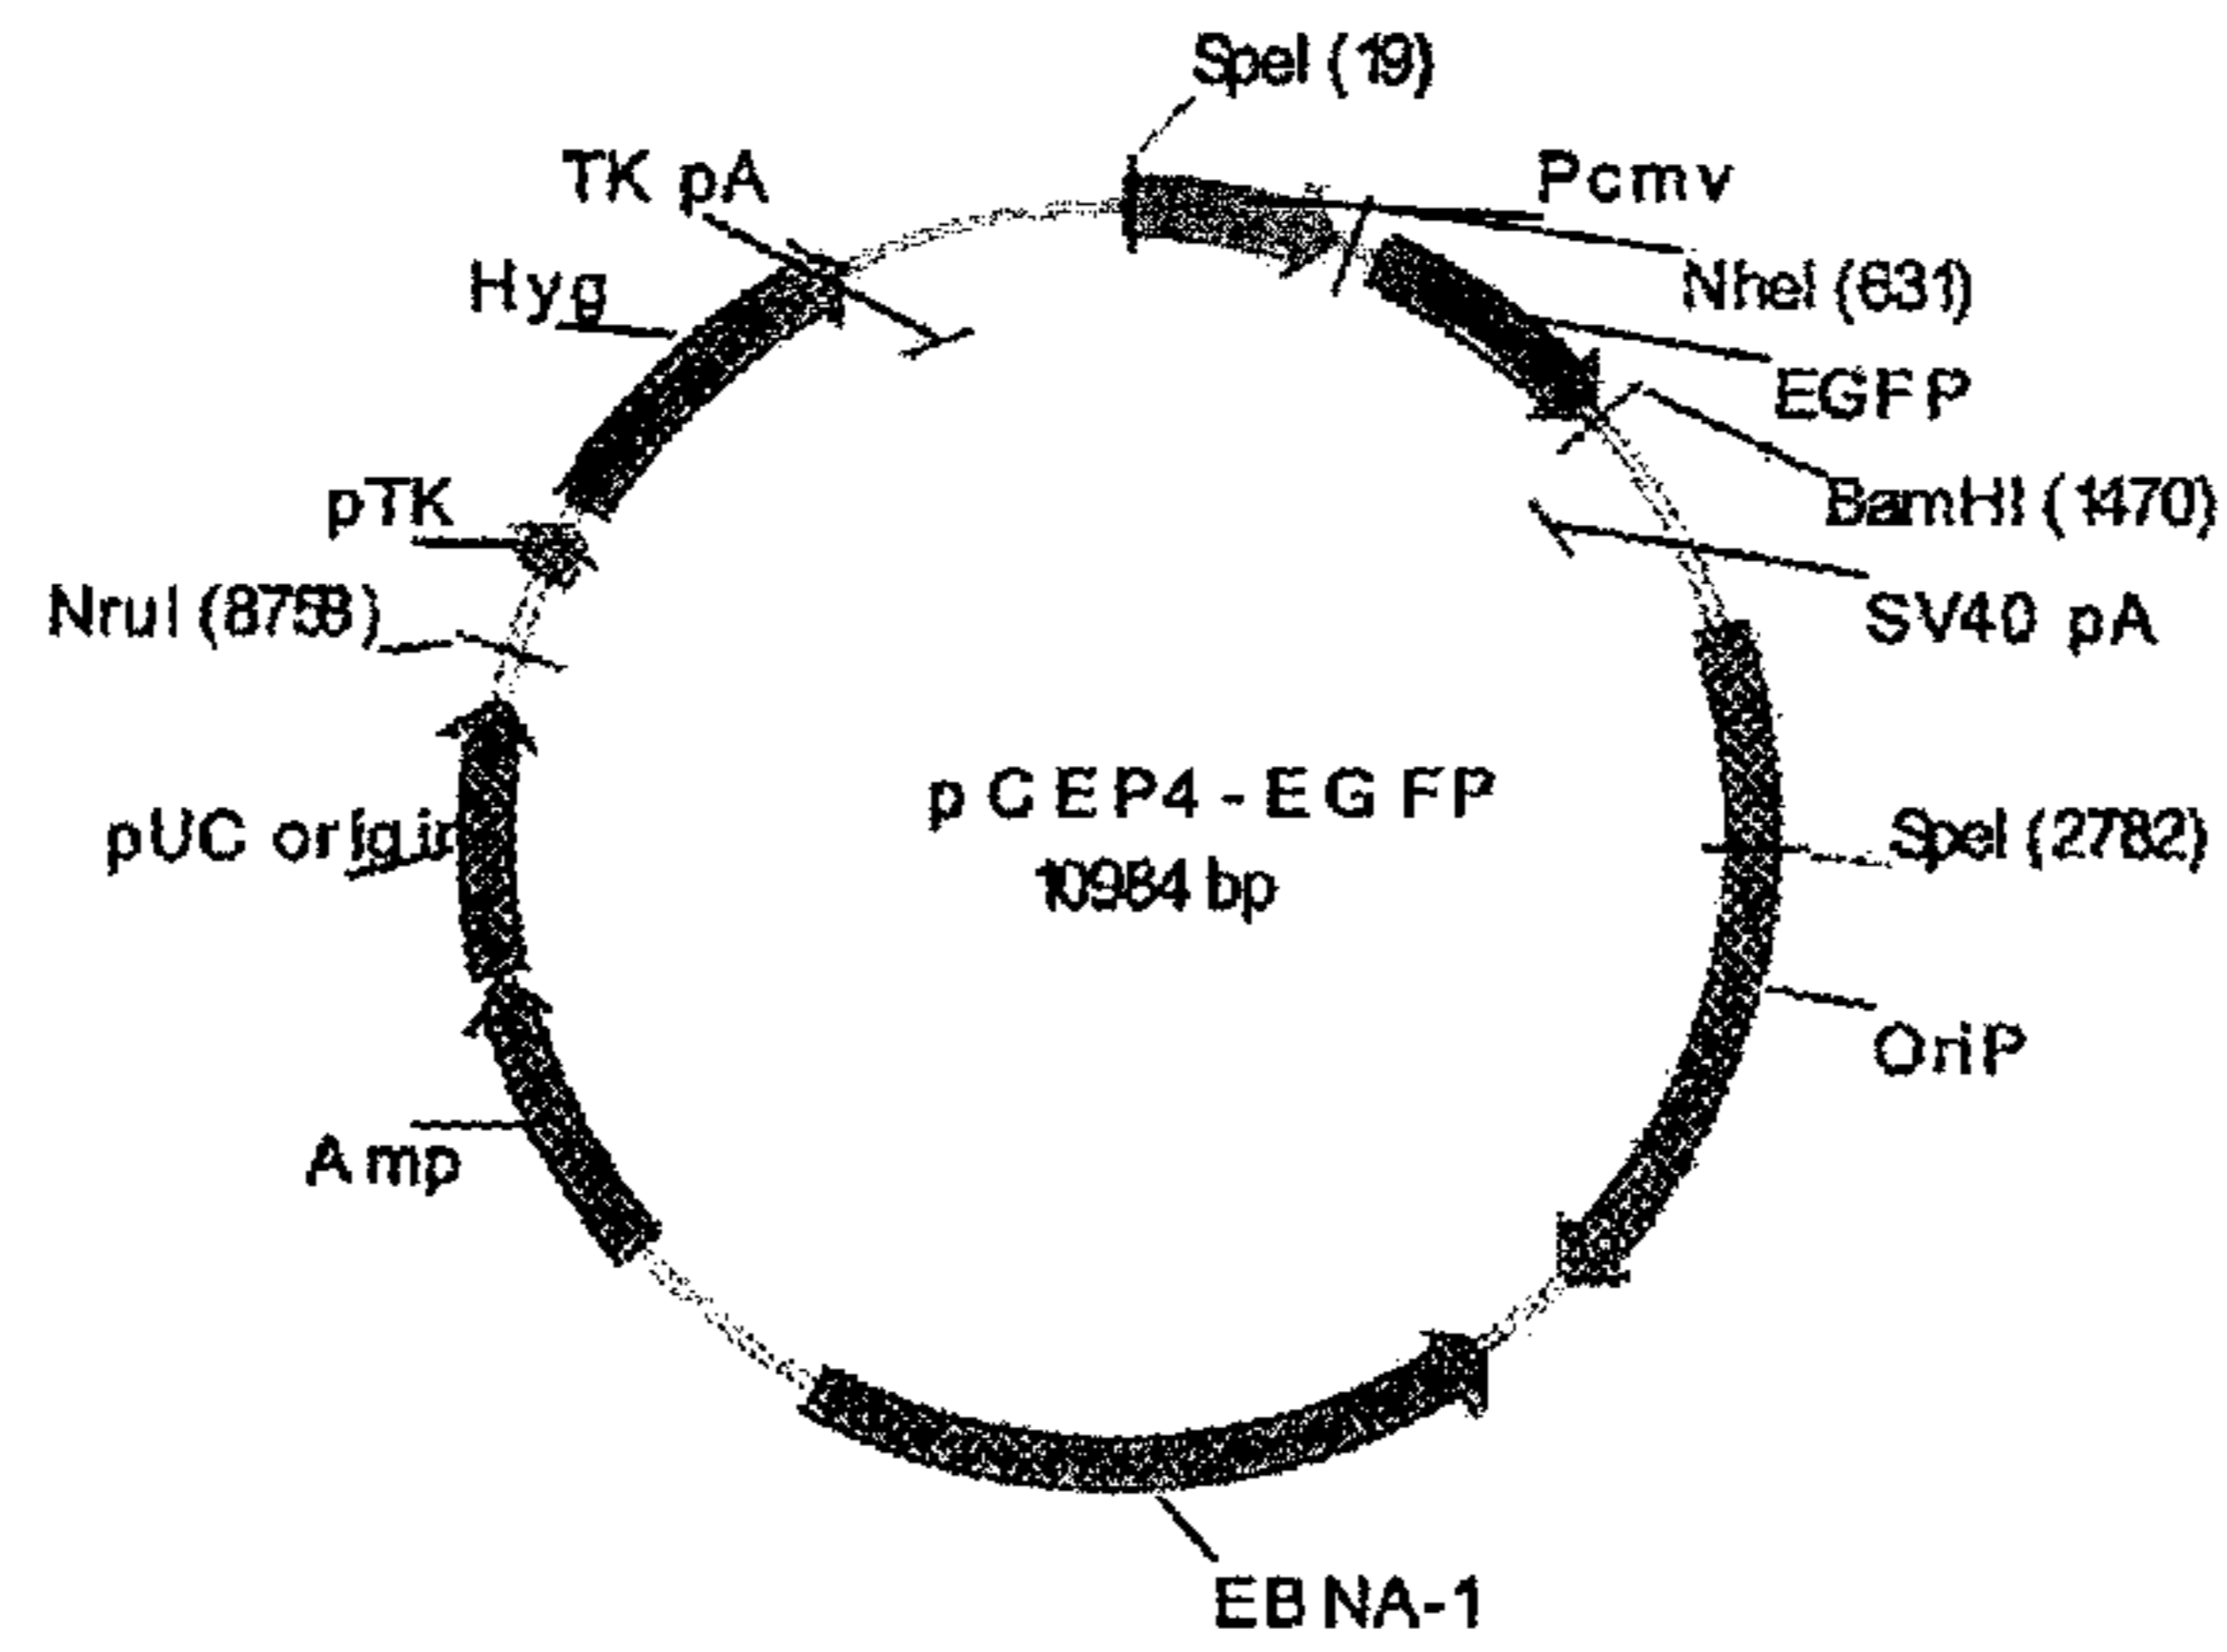 SpeI (19)
TK pA
Pcmv
Hyg
NheI (631)
EGFP
pTK
BamHI (1470)
NruI (8758)
SV40 pA
pCEP4-EGFP
pUC origin
SpeI (2782)
10984 bp
OriP
Amp
EBNA-1